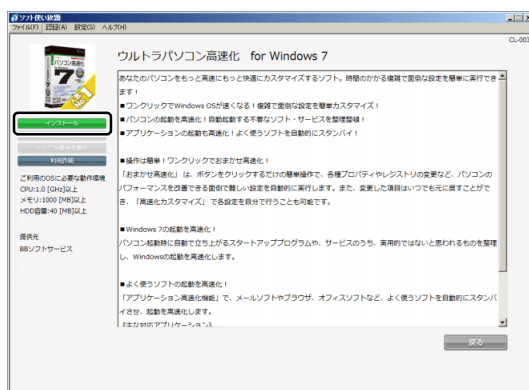 ソフト使い放題
ファイル(F) 認証(A) 設定(S) ヘルプ(H)
CL-003
パソコン高速化
7
No.1
ウルトラパソコン高速化 for Windows 7
インストール
利用許諾
ご利用のOSに必要な動作環境
CPU:1.0 [GHz]以上
メモリ:1000 [MB]以上
HDD容量:40 [MB]以上
提供元
BBソフトサービス
あなたのパソコンをもっと高速にもっと快適にカスタマイズするソフト。時間のかかる複雑で面倒な設定を簡単に実行でき
ます！
■ワンクリックでWindows OSが速くなる！複雑で面倒な設定を簡単カスタマイズ！
■パソコンの起動を高速化！自動起動する不要なソフト・サービスを整理整頓！
■アプリケーションの起動も高速化！よく使うソフトを自動的にスタンバイ！
■操作は簡単！ワンクリックでおまかせ高速化！
「おまかせ高速化」は、ボタンをクリックするだけの簡単操作で、各種プロパティやレジストリの変更など、パソコンの
パフォーマンスを改善できる面倒で難しい設定を自動的に実行します。また、変更した項目はいつでも元に戻すことがで
き、「高速化カスタマイズ」で各設定を自分で行うことも可能です。
■Windows 7の起動を高速化！
パソコン起動時に自動で立ち上がるスタートアッププログラムや、サービスのうち、実用的ではないと思われるものを整理
し、Windowsの起動を高速化します。
■よく使うソフトの起動を高速化！
「アプリケーション高速化機能」で、メールソフトやブラウザ、オフィスソフトなど、よく使うソフトを自動的にスタンバ
イさせ、起動を高速化します。
《主な対応アプリケーション》
戻る